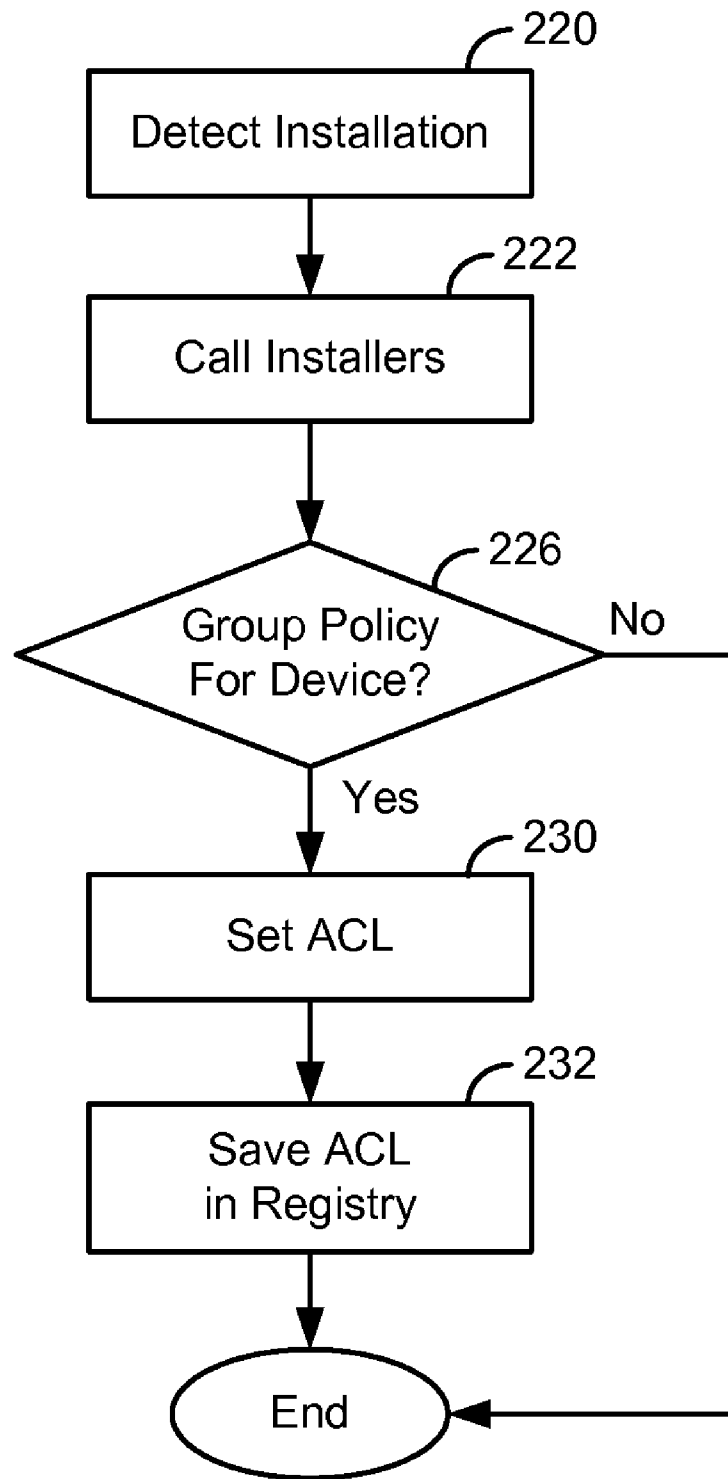 220
Detect Installation
222
Call Installers
226
Group Policy
For Device?
No
Yes
230
Set ACL
232
Save ACL
in Registry
End